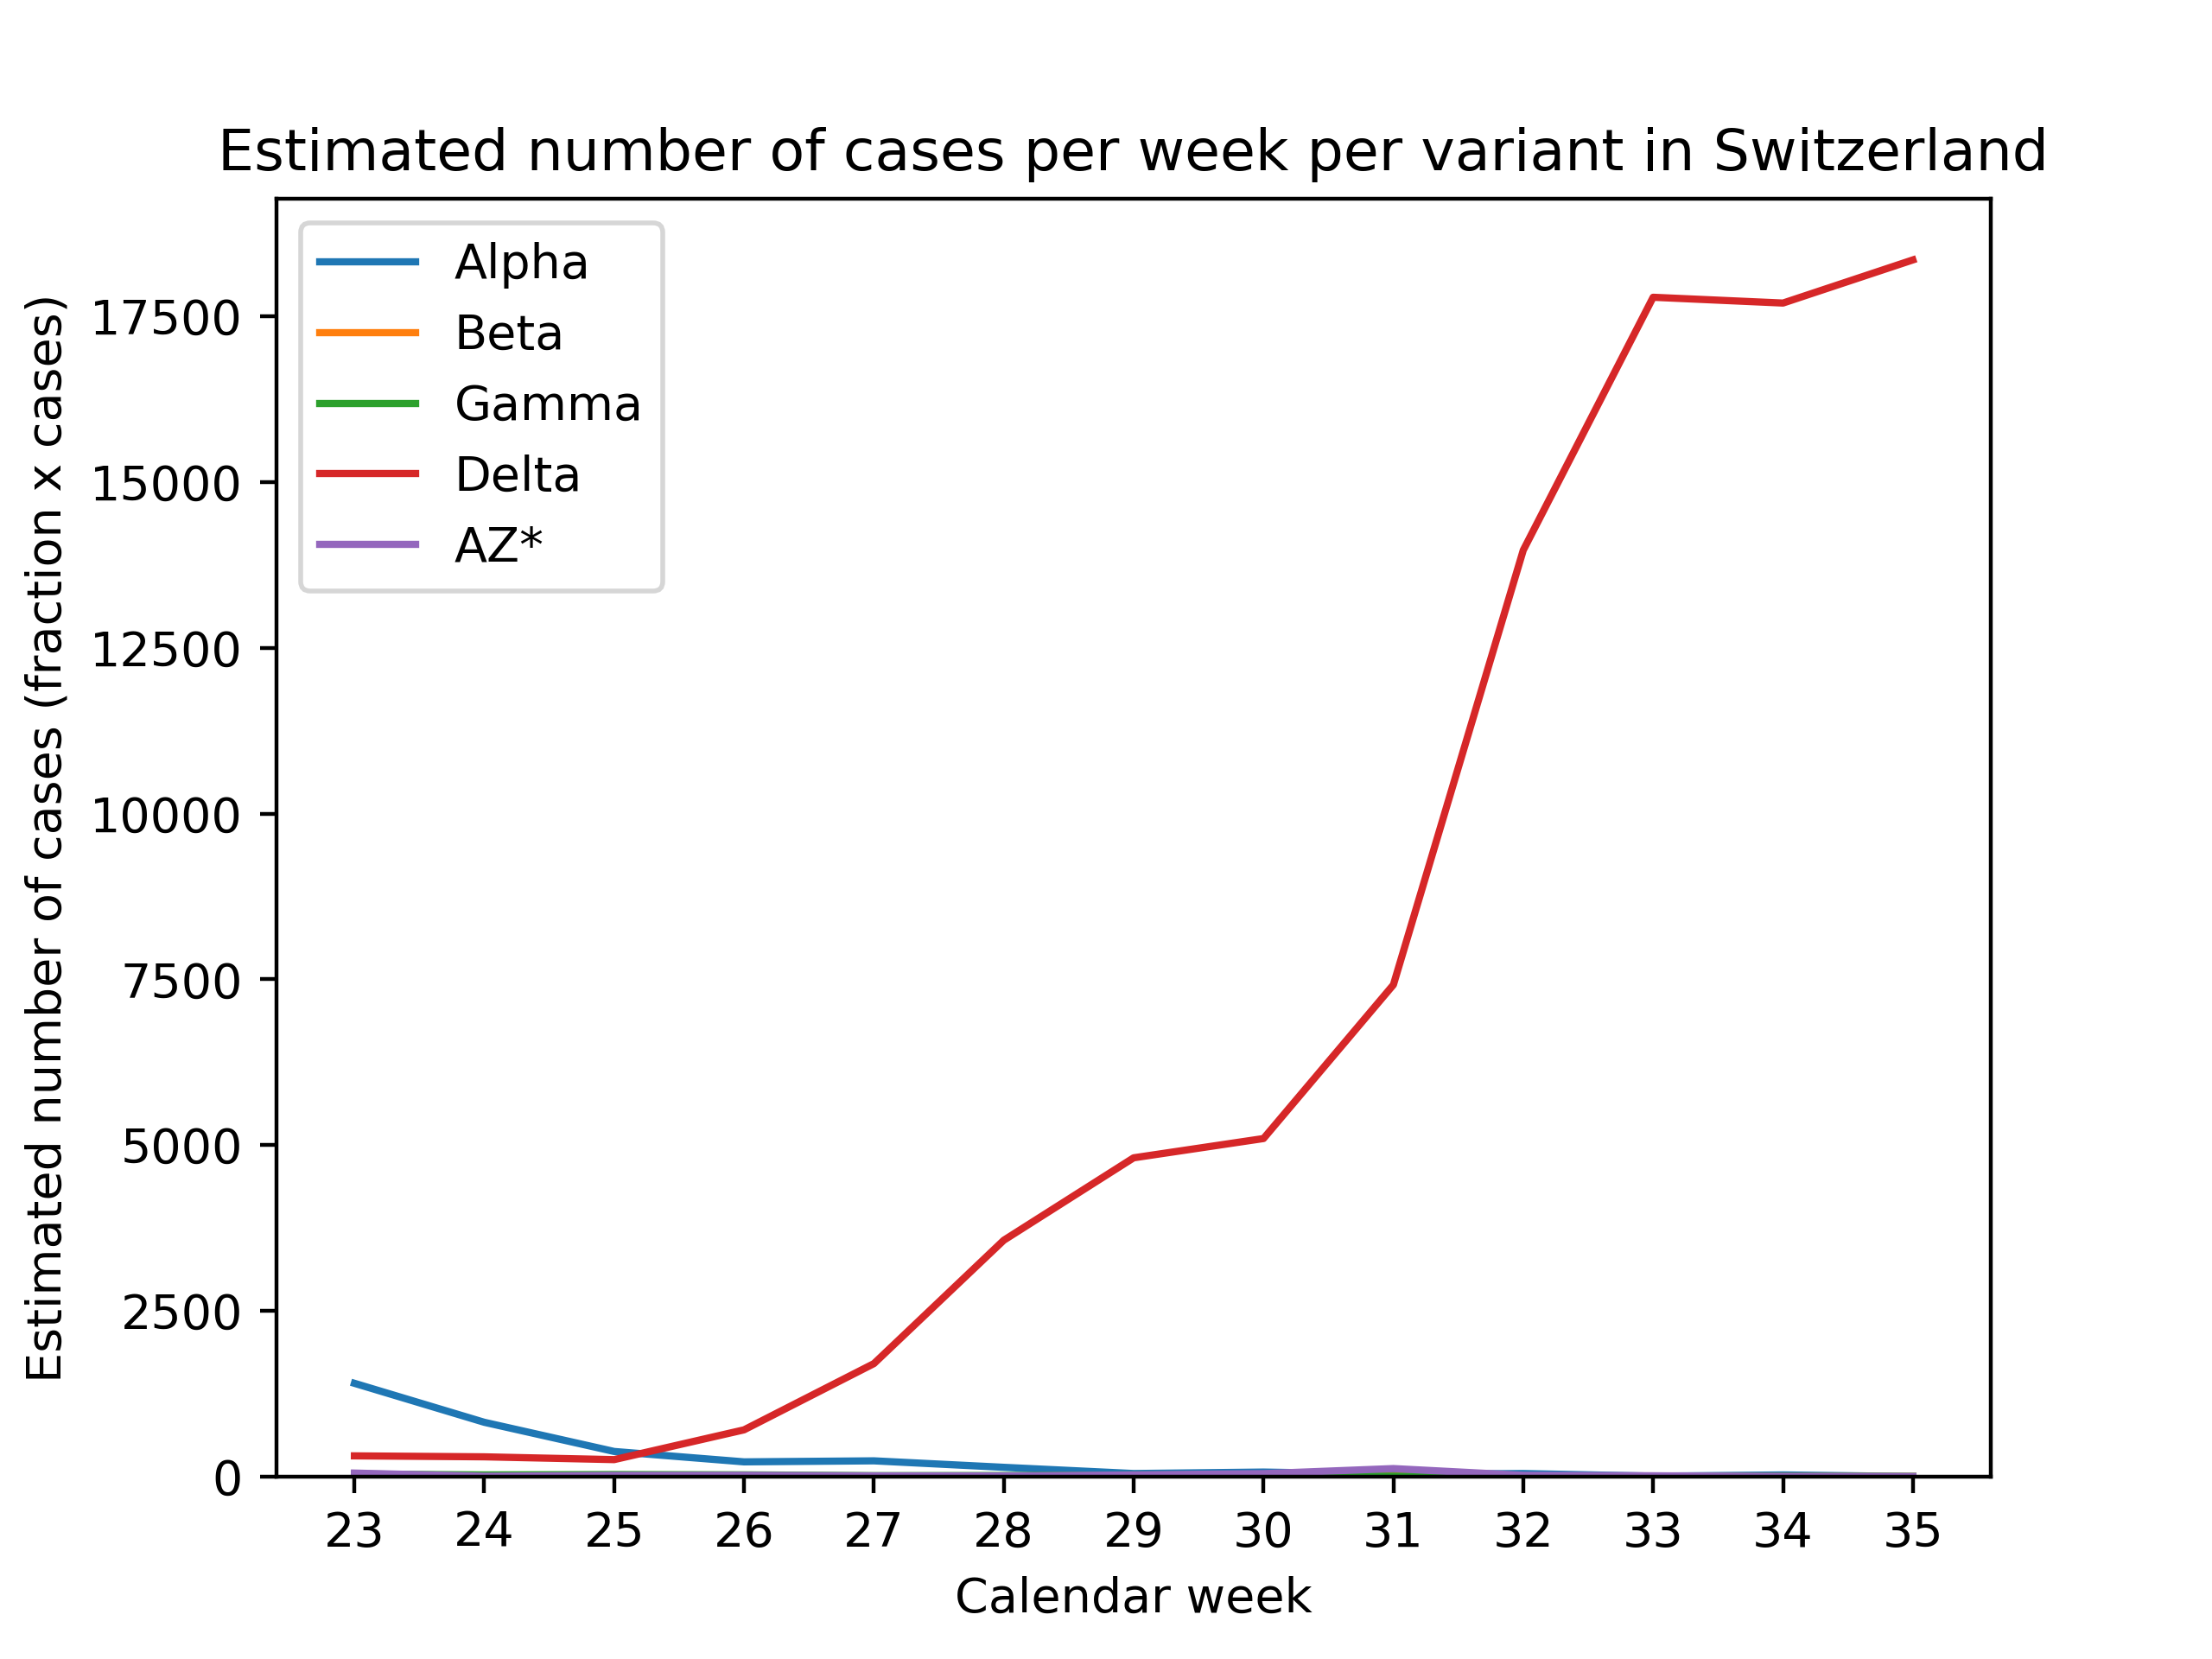 Estimated number of cases per week per variant in Switzerland
Estimated number of cases (fraction x cases)
17500
15000
12500
10000
7500
5000
2500
0
Alpha
Beta
Gamma
Delta
AZ*
23 24 25 26 27 28 29 30 31 32 33 34 35
Calendar week